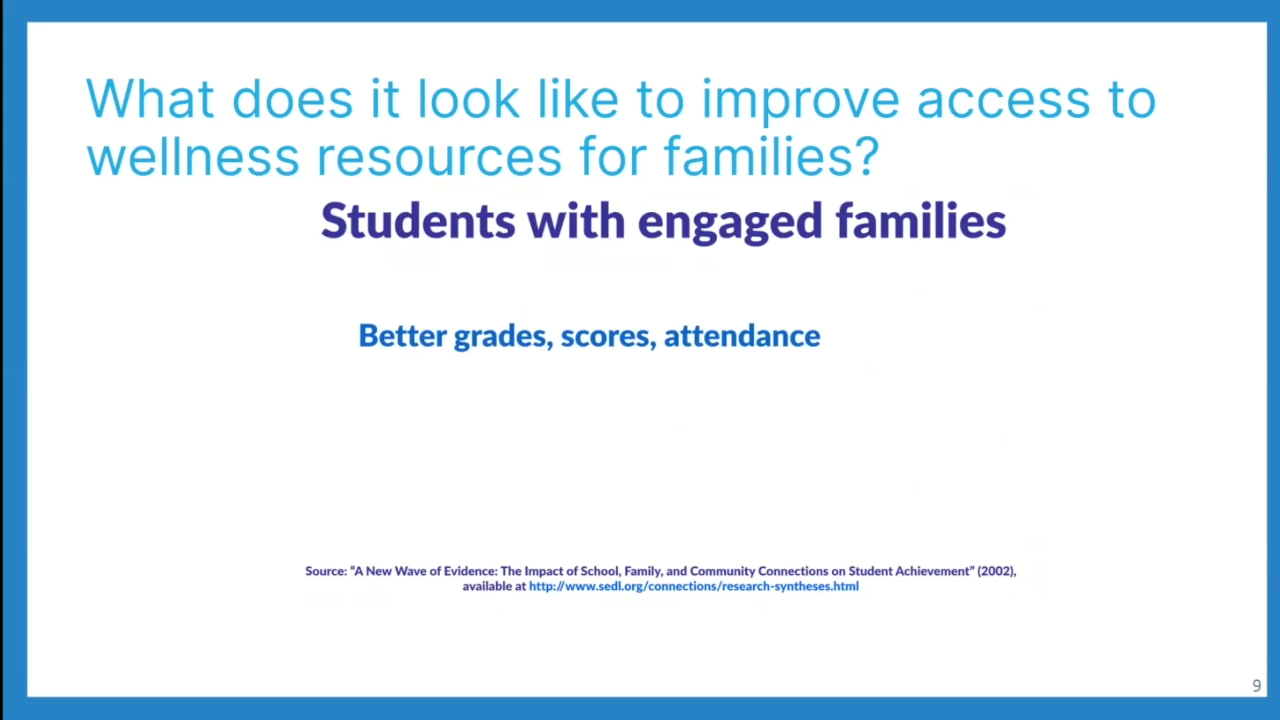 What does it look like to improve access to
wellness resources for families?
Students with engaged families
Better grades, scores, attendance
Source: “A New Wave of Evidence: The Impact of School, Family, and Community Connections on Student Achievement” (2002),
available at http://www.sedl.org/connections/research-syntheses.html
9